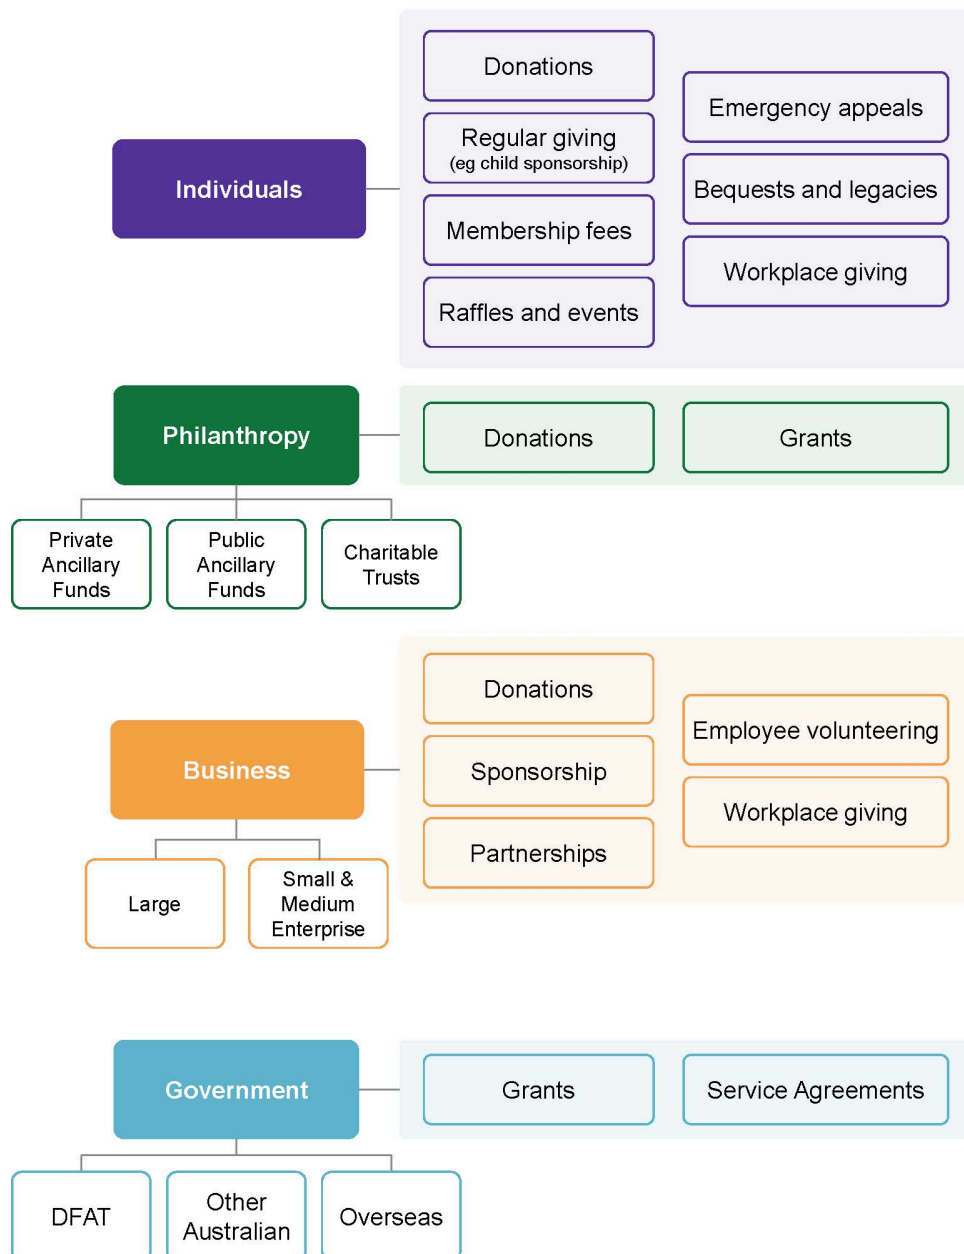 Individuals
Donations
Regular giving
(eg child sponsorship)
Membership fees
Raffles and events
Emergency appeals
Bequests and legacies
Workplace giving
Philanthropy
Donations
Grants
Private
Ancillary
Funds
Public
Ancillary
Funds
Charitable
Trusts
Business
Donations
Sponsorship
Partnerships
Employee volunteering
Workplace giving
Large
Small &
Medium
Enterprise
Government
Grants
Service Agreements
DFAT
Other
Australian
Overseas